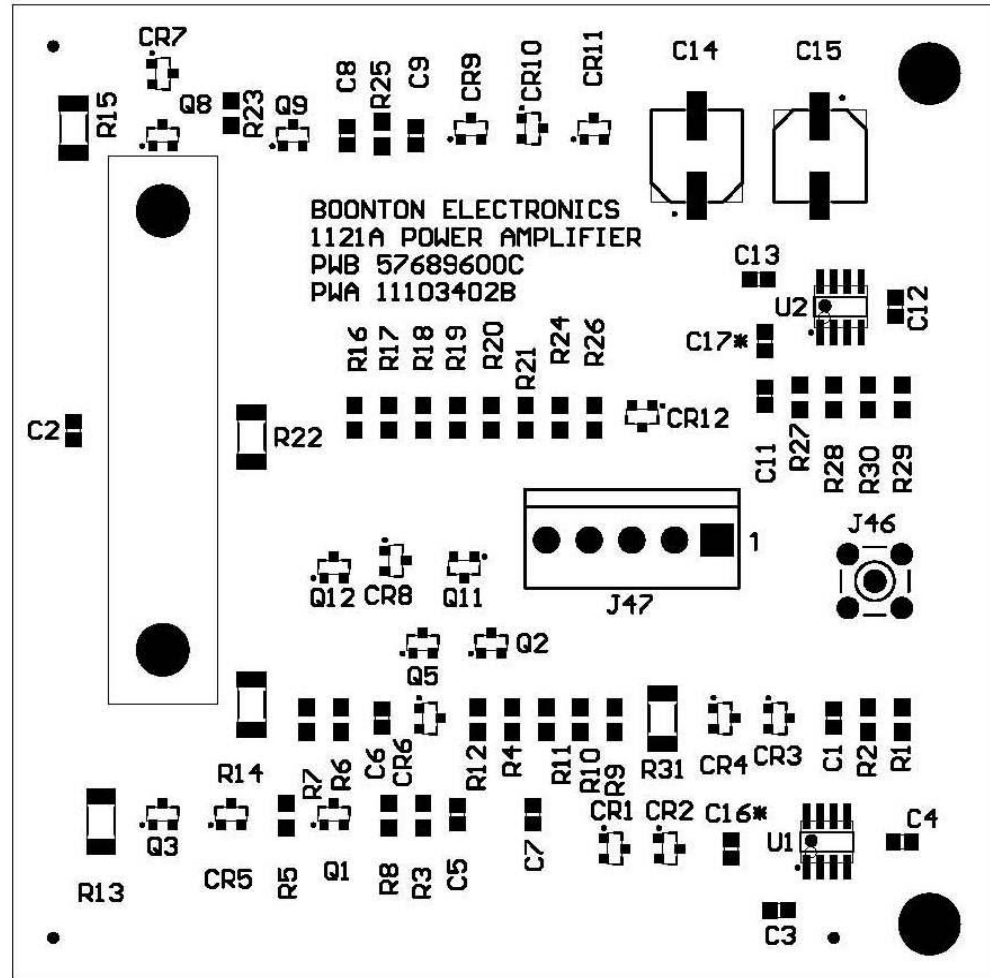 CR7
R15
Q8
R23
Q9
C8
R25
C9
CR9
CR10
CR11
C14
C15
BOONTON ELECTRONICS
1121A POWER AMPLIFIER
PWB 57689600C
PWA 11103402B
C13
U2
C12
C17*
R16
R17
R18
R19
R20
R21
R24
R26
C2
R22
CR12
C11
R27
R28
R30
R29
J46
1
J47
Q12
CR8
Q11
Q5
Q2
R14
R7
R6
C6
CR6
R12
R4
R11
R10
R9
R31
CR4
CR3
C1
R2
R1
R13
Q3
CR5
R5
Q1
R8
R3
C5
C7
CR1
CR2
C16*
U1
C4
C3